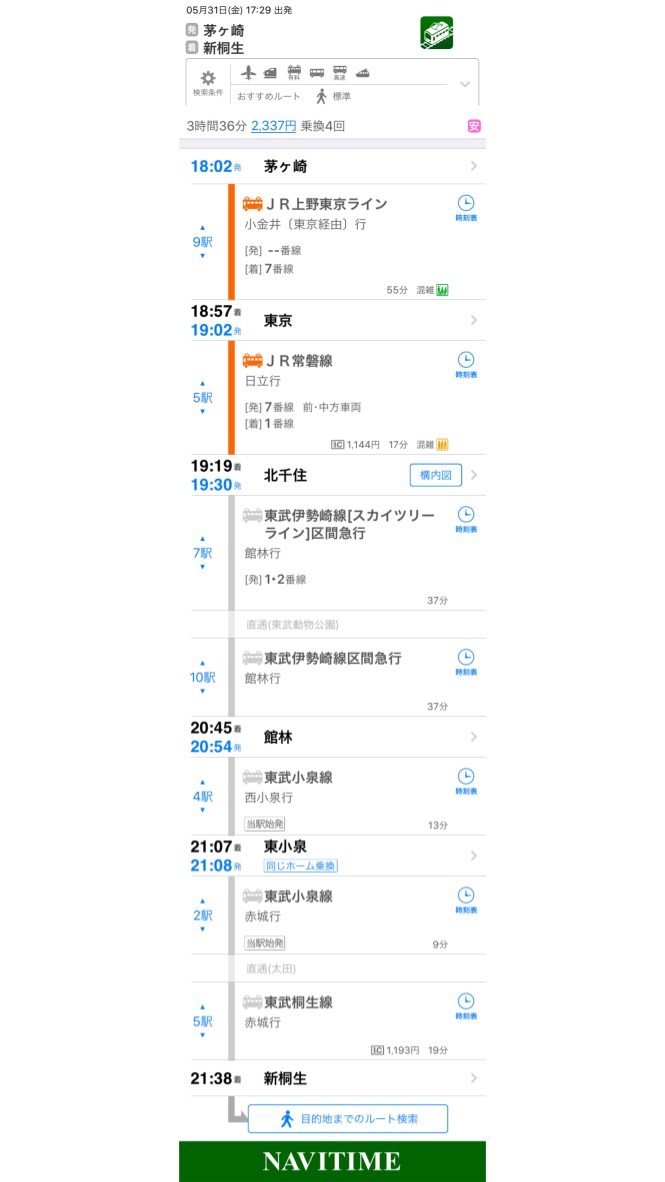 05月31日(金) 17:29 出発
発 茅ヶ崎
着 新桐生
有料
高速
検索条件
おすすめルート 標準
3時間36分 2,337円 乗換4回 安
18:02発 茅ヶ崎
ＪＲ上野東京ライン
時刻表
小金井〔東京経由〕行
9駅
[発] --番線
[着] 7番線
55分 混雑
18:57着
19:02発
東京
ＪＲ常磐線
時刻表
日立行
5駅
[発] 7番線 前･中方車両
[着] 1番線
IC 1,144円 17分 混雑
19:19着
19:30発
北千住
構内図
東武伊勢崎線[スカイツリー
ライン]区間急行
時刻表
館林行
7駅
[発] 1･2番線
37分
直通(東武動物公園)
東武伊勢崎線区間急行
時刻表
館林行
10駅
37分
20:45着
20:54発
館林
東武小泉線
時刻表
西小泉行
4駅
当駅始発
13分
21:07着
21:08発
東小泉
同じホーム乗換
東武小泉線
時刻表
赤城行
2駅
当駅始発
9分
直通(太田)
東武桐生線
時刻表
赤城行
5駅
IC 1,193円 19分
21:38着 新桐生
目的地までのルート検索
NAVITIME